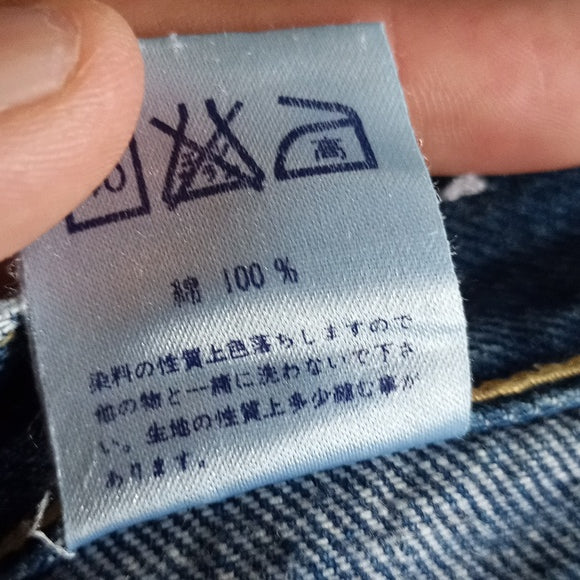 高
綿 100 %
染料の性質上色落ちしますので
他の物と一緒に洗わないで下さ
い。生地の性質上多少縮む事が
あります。